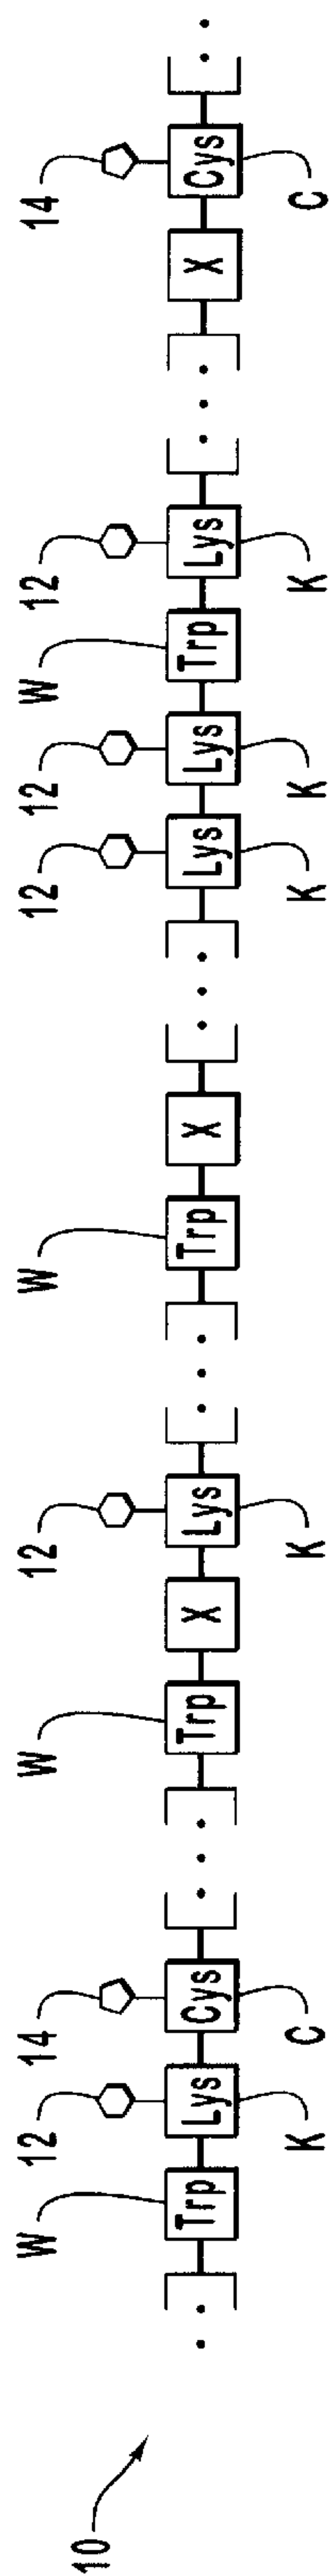 W 12 14 W 12 W 12 12 W 12 14
10
Trp Lys Cys Trp X Lys Trp X Lys Lys Trp Lys X Cys
K C K K K K C